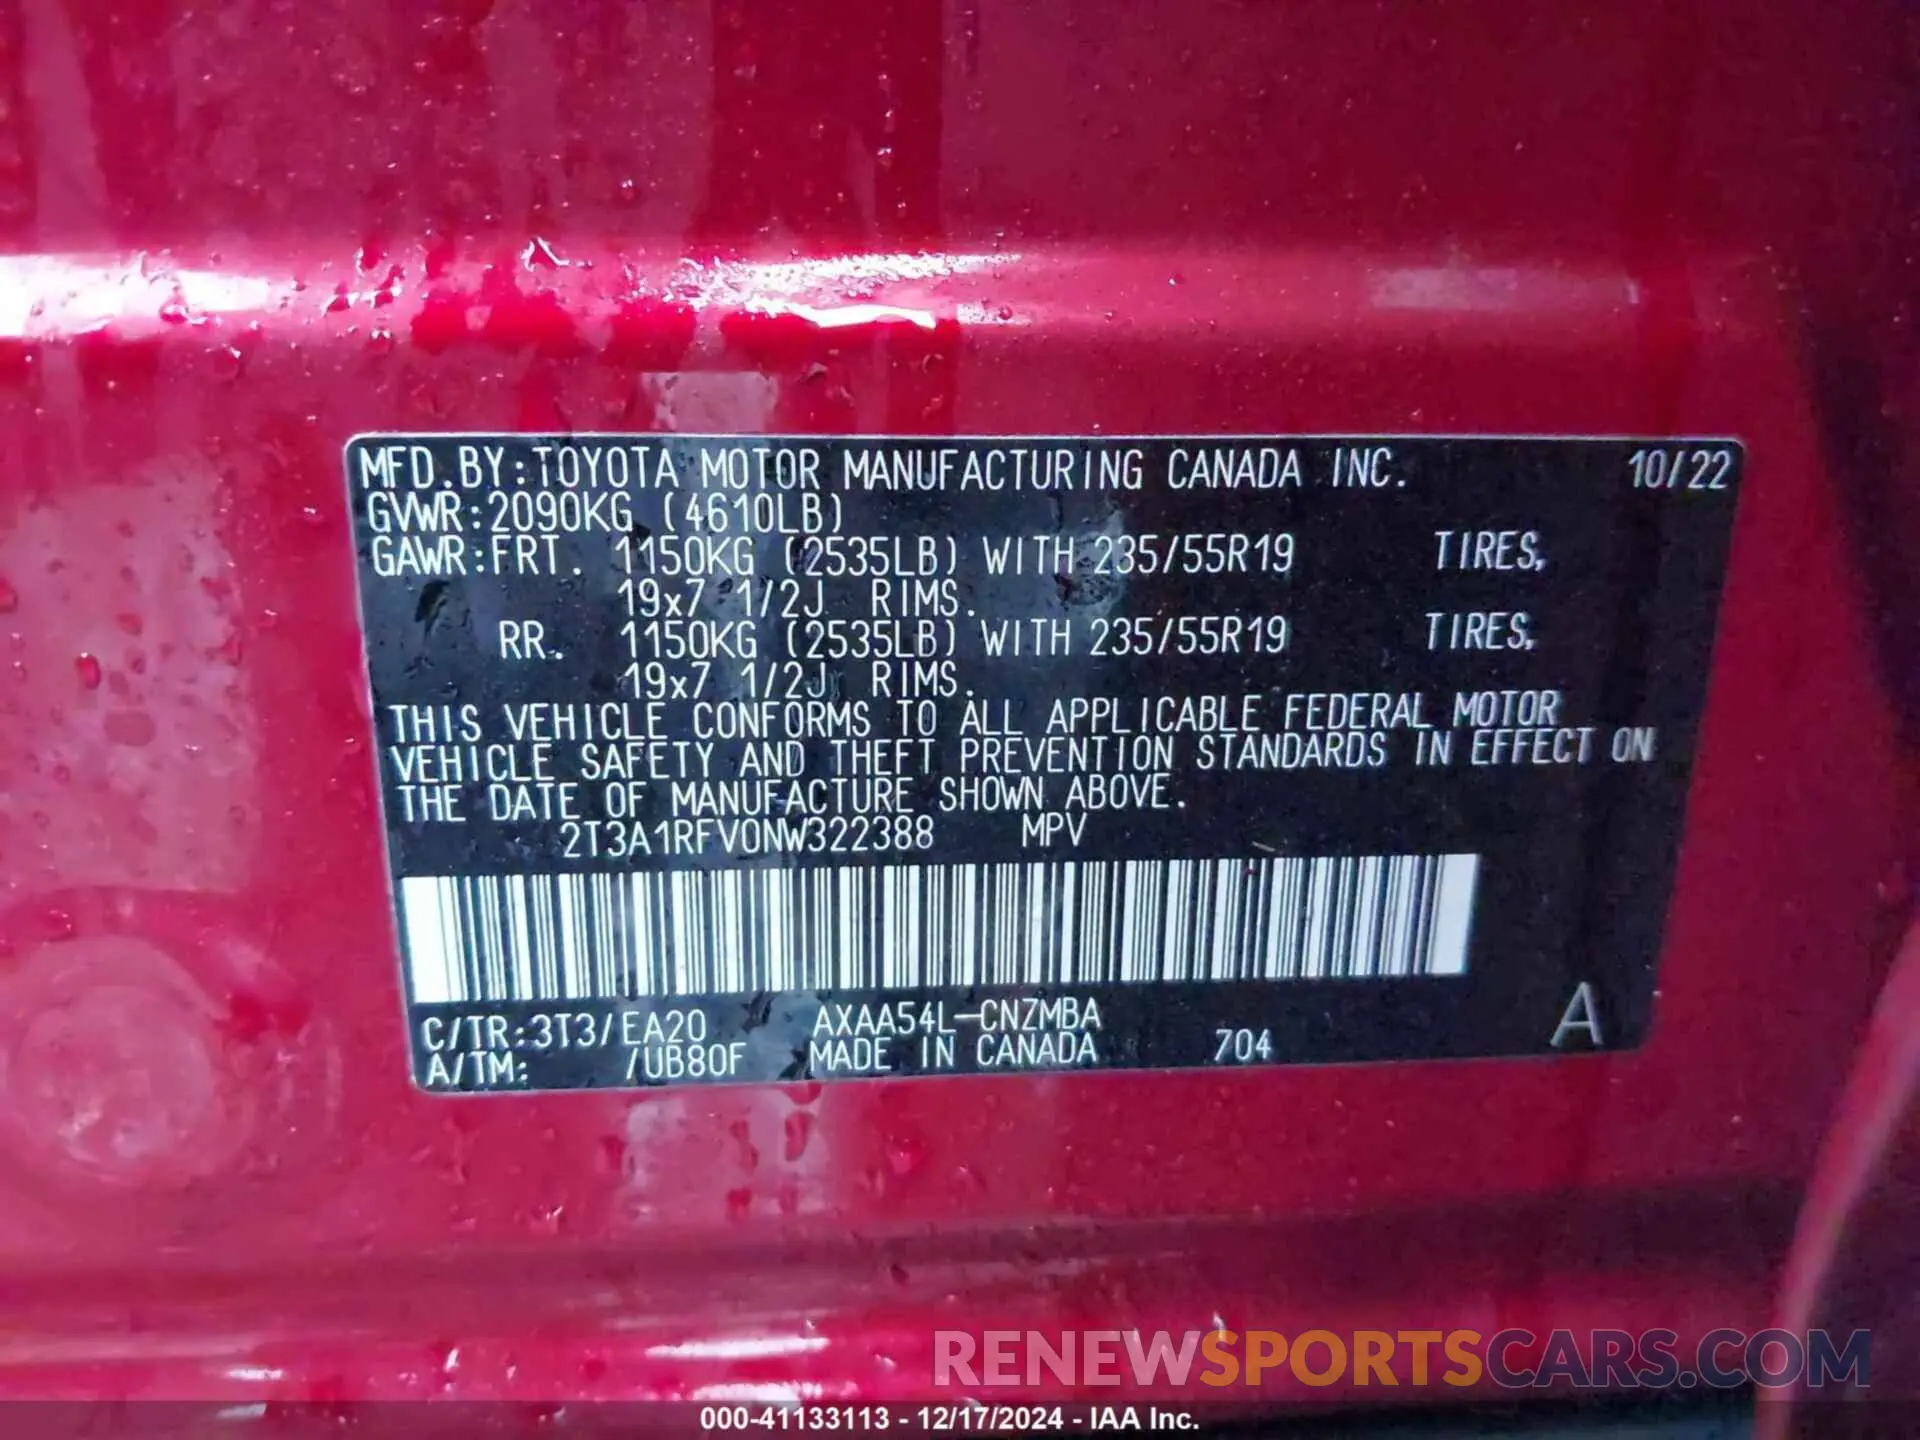 MFD.BY:TOYOTA MOTOR MANUFACTURING CANADA INC. 10/22
GVWR:2090KG (4610LB)
GAWR:FRT. 1150KG (2535LB) WITH 235/55R19 TIRES,
19x7 1/2J RIMS.
RR. 1150KG (2535LB) WITH 235/55R19 TIRES,
19x7 1/2J RIMS.
THIS VEHICLE CONFORMS TO ALL APPLICABLE FEDERAL MOTOR
VEHICLE SAFETY AND THEFT PREVENTION STANDARDS IN EFFECT ON
THE DATE OF MANUFACTURE SHOWN ABOVE.
2T3A1RFV0NW322388 MPV
C/TR:3T3/EA20 AXAA54L-CNZMBA
A/TM: /UB80F MADE IN CANADA 704 A
RENEWSPORTSCARS.COM
000-41133113 - 12/17/2024 - IAA Inc.